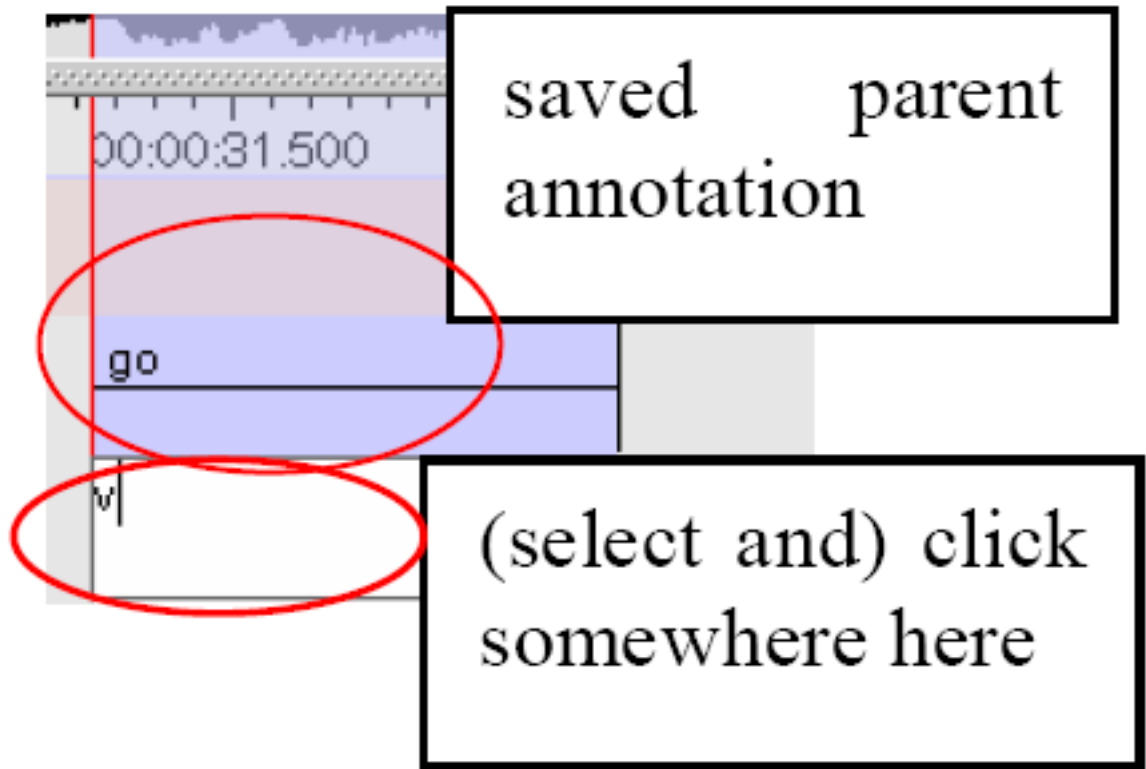 saved parent
annotation
00:00:31.500
go
v
(select and) click
somewhere here